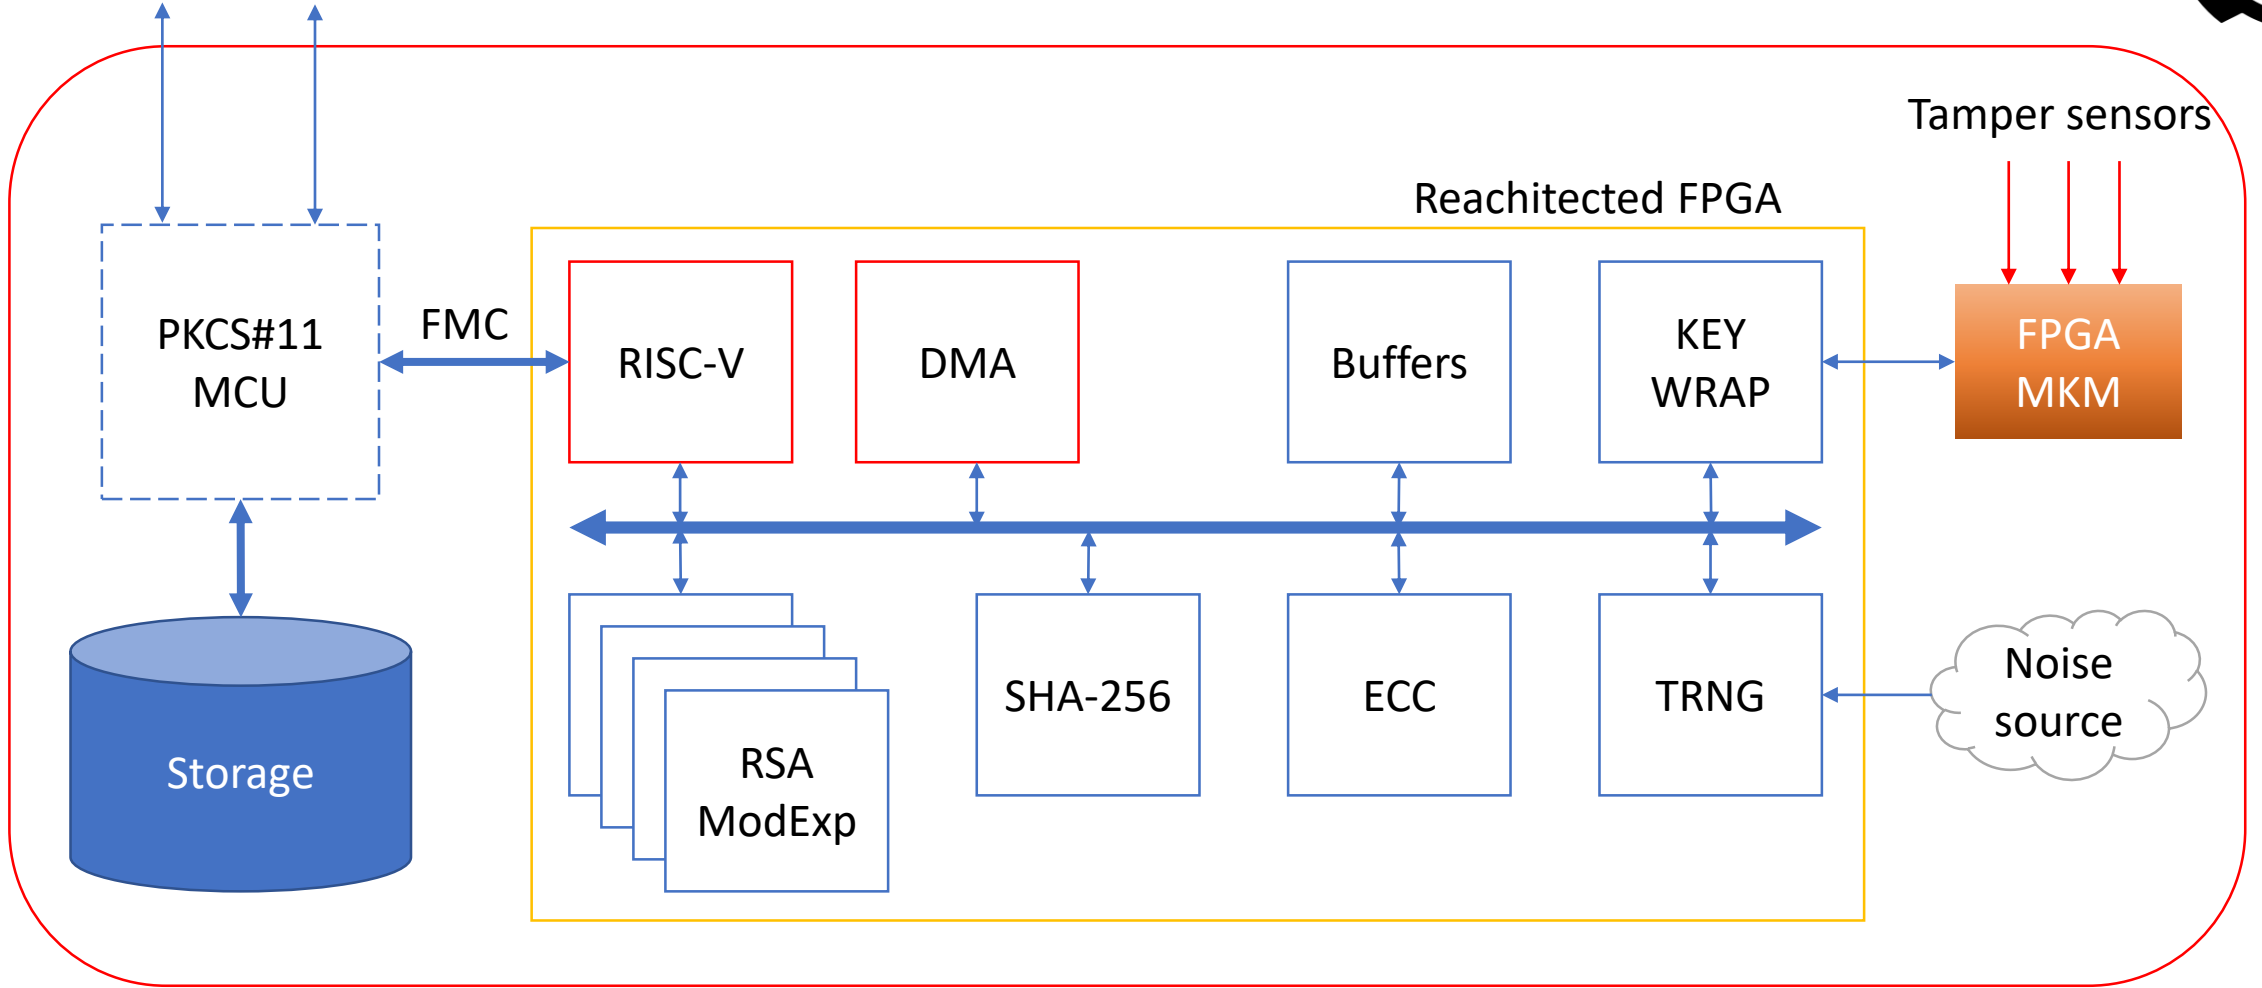 Tamper sensors
Reachitected FPGA
PKCS#11
MCU
FMC
RISC-V
DMA
Buffers
KEY
WRAP
FPGA
MKM
Storage
RSA
ModExp
SHA-256
ECC
TRNG
Noise
source